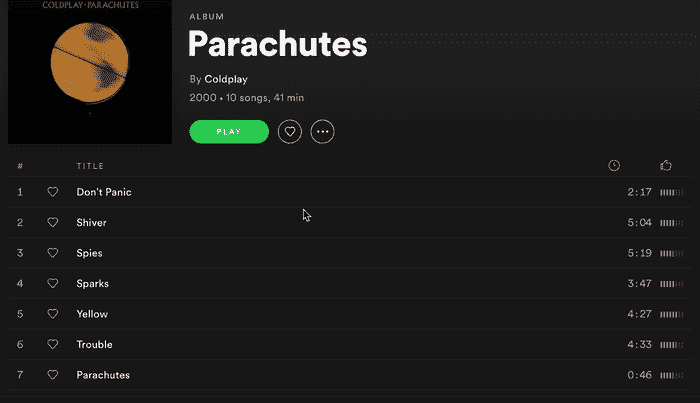 COLDPLAY·PARACHUTES
ALBUM
Parachutes
By Coldplay
2000 • 10 songs, 41 min
PLAY
# TITLE
1 Don't Panic 2:17
2 Shiver 5:04
3 Spies 5:19
4 Sparks 3:47
5 Yellow 4:27
6 Trouble 4:33
7 Parachutes 0:46